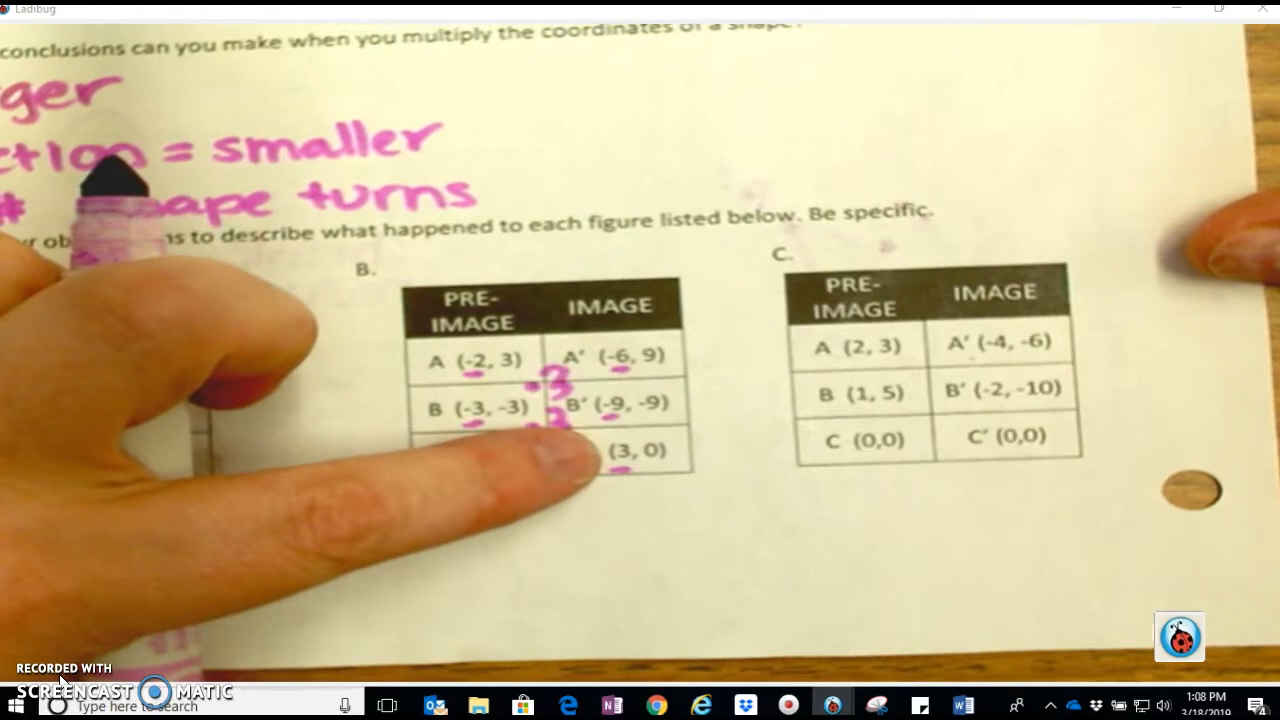 Ladibug
conclusions can you make when you multiply the coordinates of a shape?
= smaller
# shape turns
to describe what happened to each figure listed below. Be specific.
B.
PRE-IMAGE IMAGE
A (-2, 3) A' (-6, 9)
·3
B (-3, -3) B' (-9, -9)
(3, 0)
C.
PRE-IMAGE IMAGE
A (2, 3) A' (-4, -6)
B (1, 5) B' (-2, -10)
C (0,0) C' (0,0)
RECORDED WITH
SCREENCAST MATIC
Type here to search
1:08 PM
3/18/2019